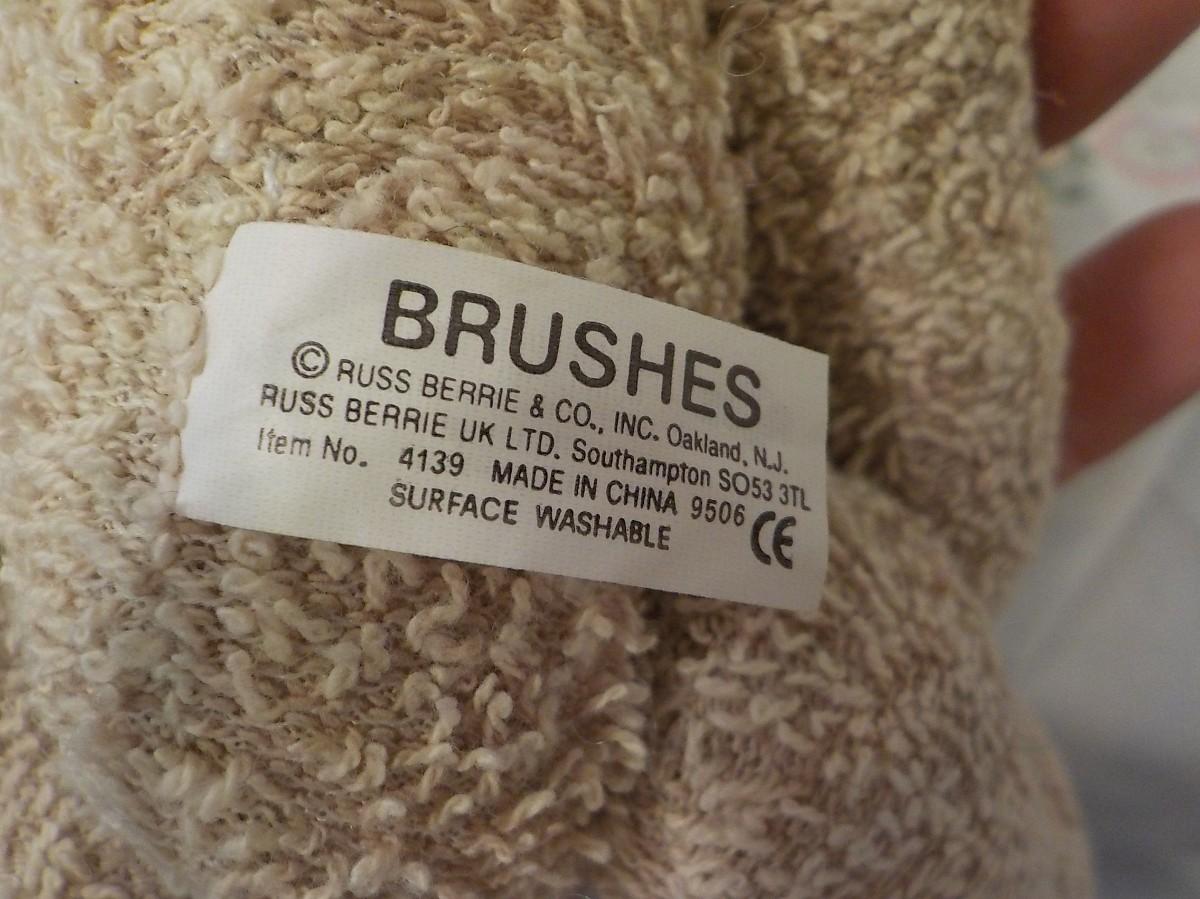 BRUSHES
© RUSS BERRIE & CO., INC. Oakland, N.J.
RUSS BERRIE UK LTD. Southampton SO53 3TL
Item No. 4139 MADE IN CHINA 9506
SURFACE WASHABLE CE